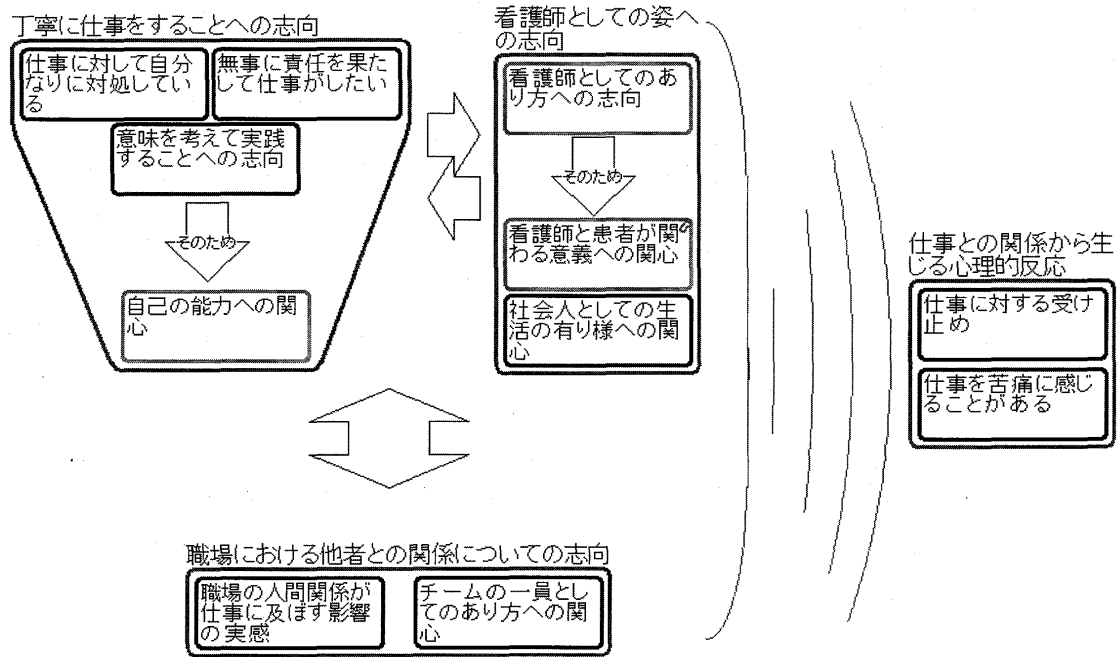 丁寧に仕事をすることへの志向
仕事に対して自分
なりに対処してい
る
無事に責任を果た
して仕事がしたい
意味を考えて実践
することへの志向
そのため
自己の能力への関
心
看護師としての姿へ
の志向
看護師としてのあ
り方への志向
そのため
看護師と患者が関
わる意義への関心
社会人としての生
活の有り様への関
心
仕事との関係から生
じる心理的反応
仕事に対する受け
止め
仕事を苦痛に感じ
ることがある
職場における他者との関係についての志向
職場の人間関係が
仕事に及ぼす影響
の実感
チームの一員とし
てのあり方への関
心